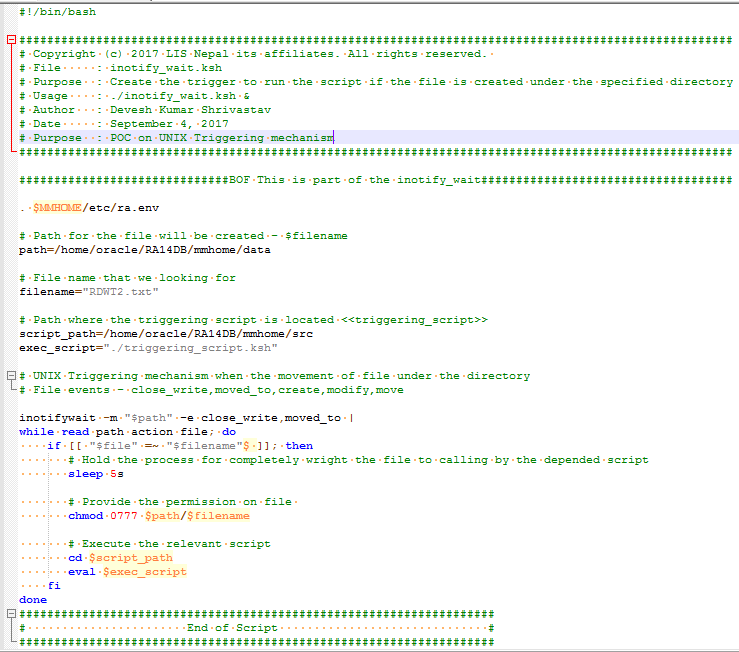 #!/bin/bash
######################################################################################################
# Copyright (c) 2017 LIS Nepal its affiliates. All rights reserved.
# File     : inotify_wait.ksh
# Purpose  : Create the trigger to run the script if the file is created under the specified directory
# Usage    : ./inotify_wait.ksh &
# Author   : Devesh Kumar Shrivastav
# Date     : September 4, 2017
# Purpose  : POC on UNIX Triggering mechanism
######################################################################################################
##############################BOF This is part of the inotify_wait####################################
. $MMHOME/etc/ra.env
# Path for the file will be created - $filename
path=/home/oracle/RA14DB/mmhome/data
# File name that we looking for
filename="RDWT2.txt"
# Path where the triggering script is located <<triggering_script>>
script_path=/home/oracle/RA14DB/mmhome/src
exec_script="./triggering_script.ksh"
# UNIX Triggering mechanism when the movement of file under the directory
# File events - close_write,moved_to,create,modify,move
inotifywait -m "$path" -e close_write,moved_to |
while read path action file; do
    if [[ "$file" =~ "$filename"$ ]]; then
       # Hold the process for completely wright the file to calling by the depended script
       sleep 5s
       # Provide the permission on file
       chmod 0777 $path/$filename
       # Execute the relevant script
       cd $script_path
       eval $exec_script
    fi
done
####################################################################
#                       End of Script                              #
####################################################################